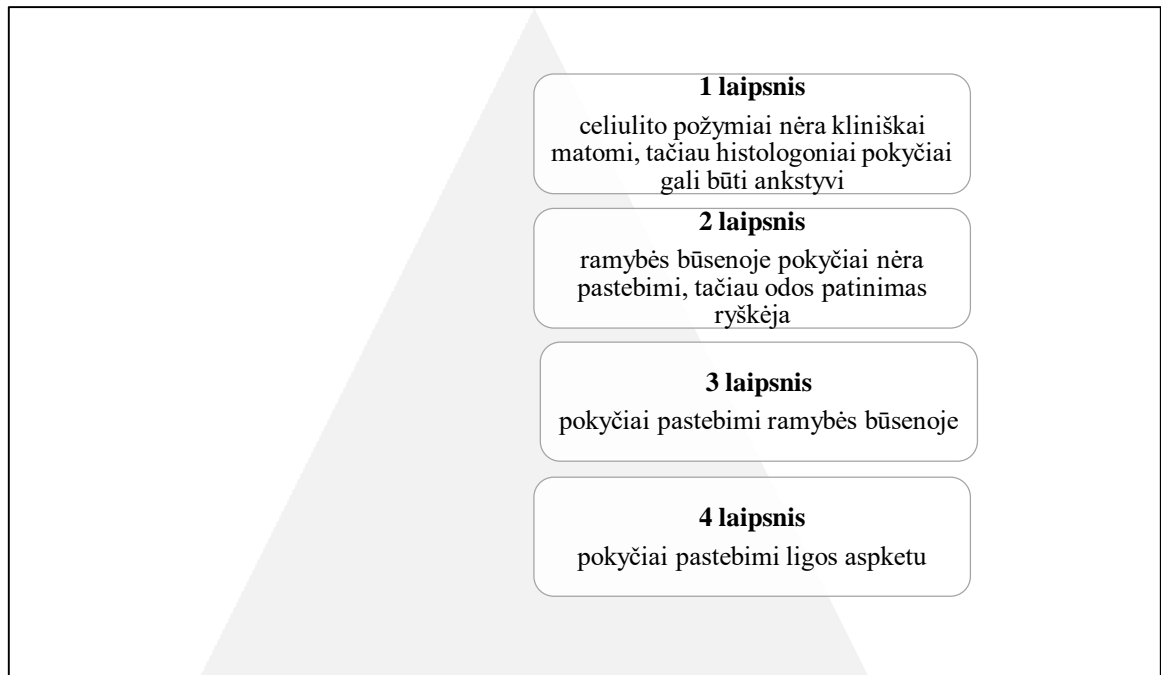 1 laipsnis
celiulito požymiai nėra kliniškai
matomi, tačiau histologoniai pokyčiai
gali būti ankstyvi
2 laipsnis
ramybės būsenoje pokyčiai nėra
pastebimi, tačiau odos patinimas
ryškėja
3 laipsnis
pokyčiai pastebimi ramybės būsenoje
4 laipsnis
pokyčiai pastebimi ligos aspketu